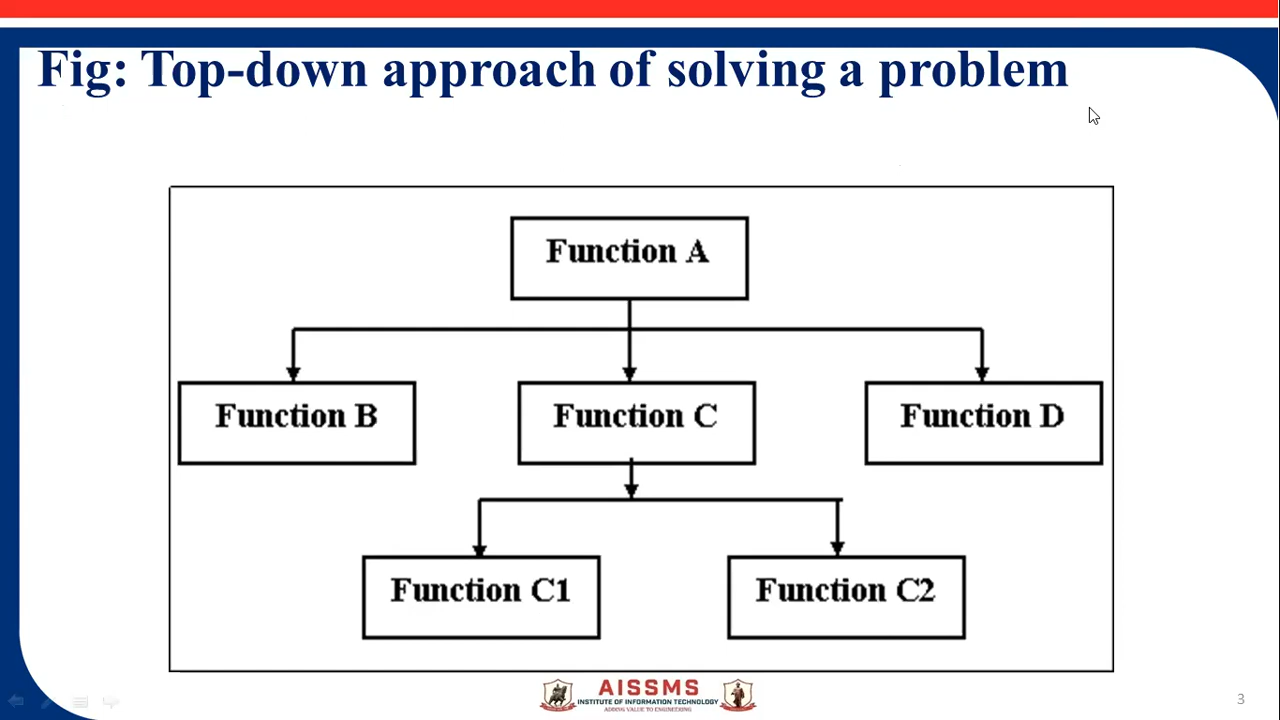 Fig: Top-down approach of solving a problem
Function A
Function B
Function C
Function D
Function C1
Function C2
AISSMS
INSTITUTE OF INFORMATION TECHNOLOGY
ADDING VALUE TO ENGINEERING
3